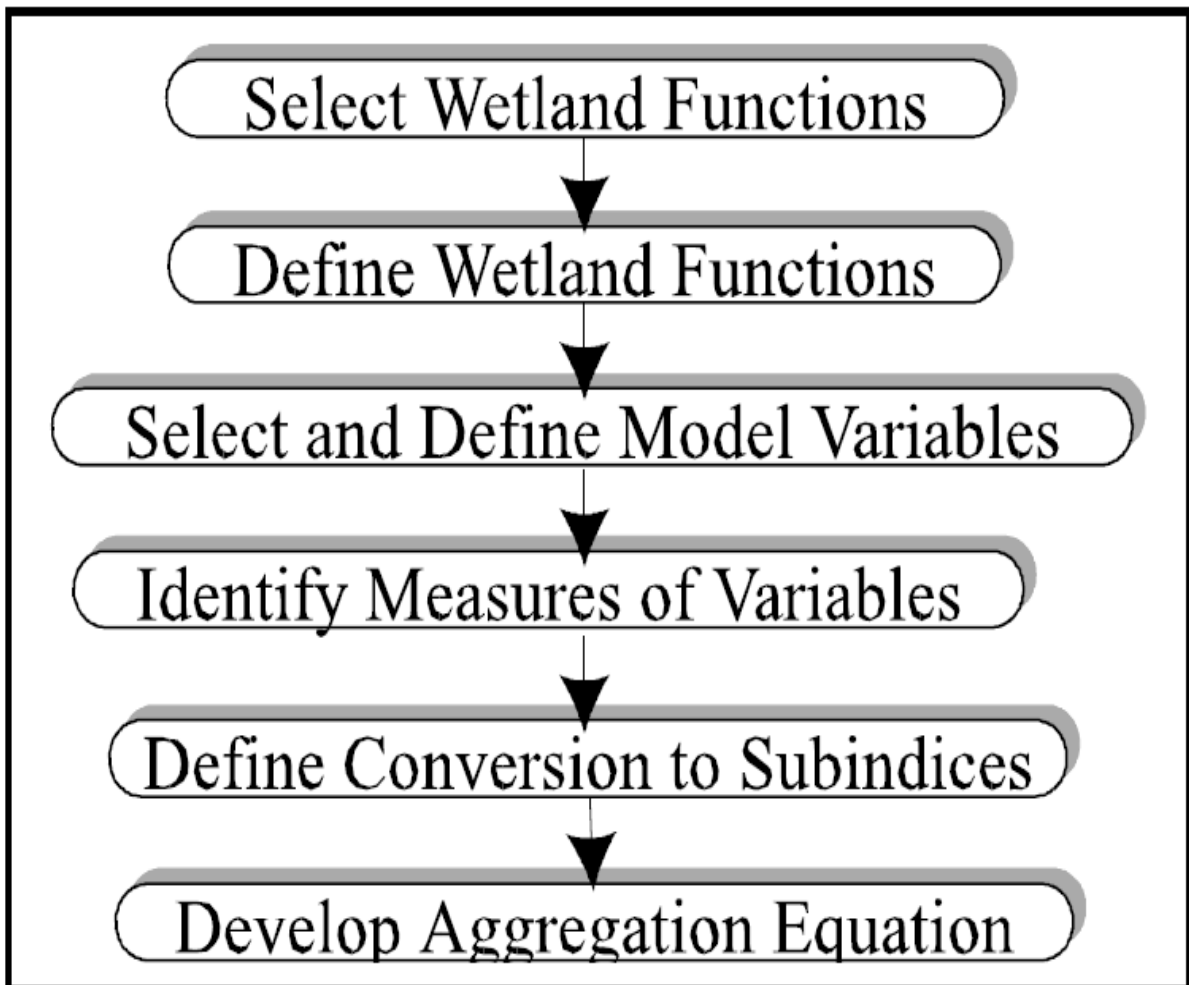 Select Wetland Functions
Define Wetland Functions
Select and Define Model Variables
Identify Measures of Variables
Define Conversion to Subindices
Develop Aggregation Equation